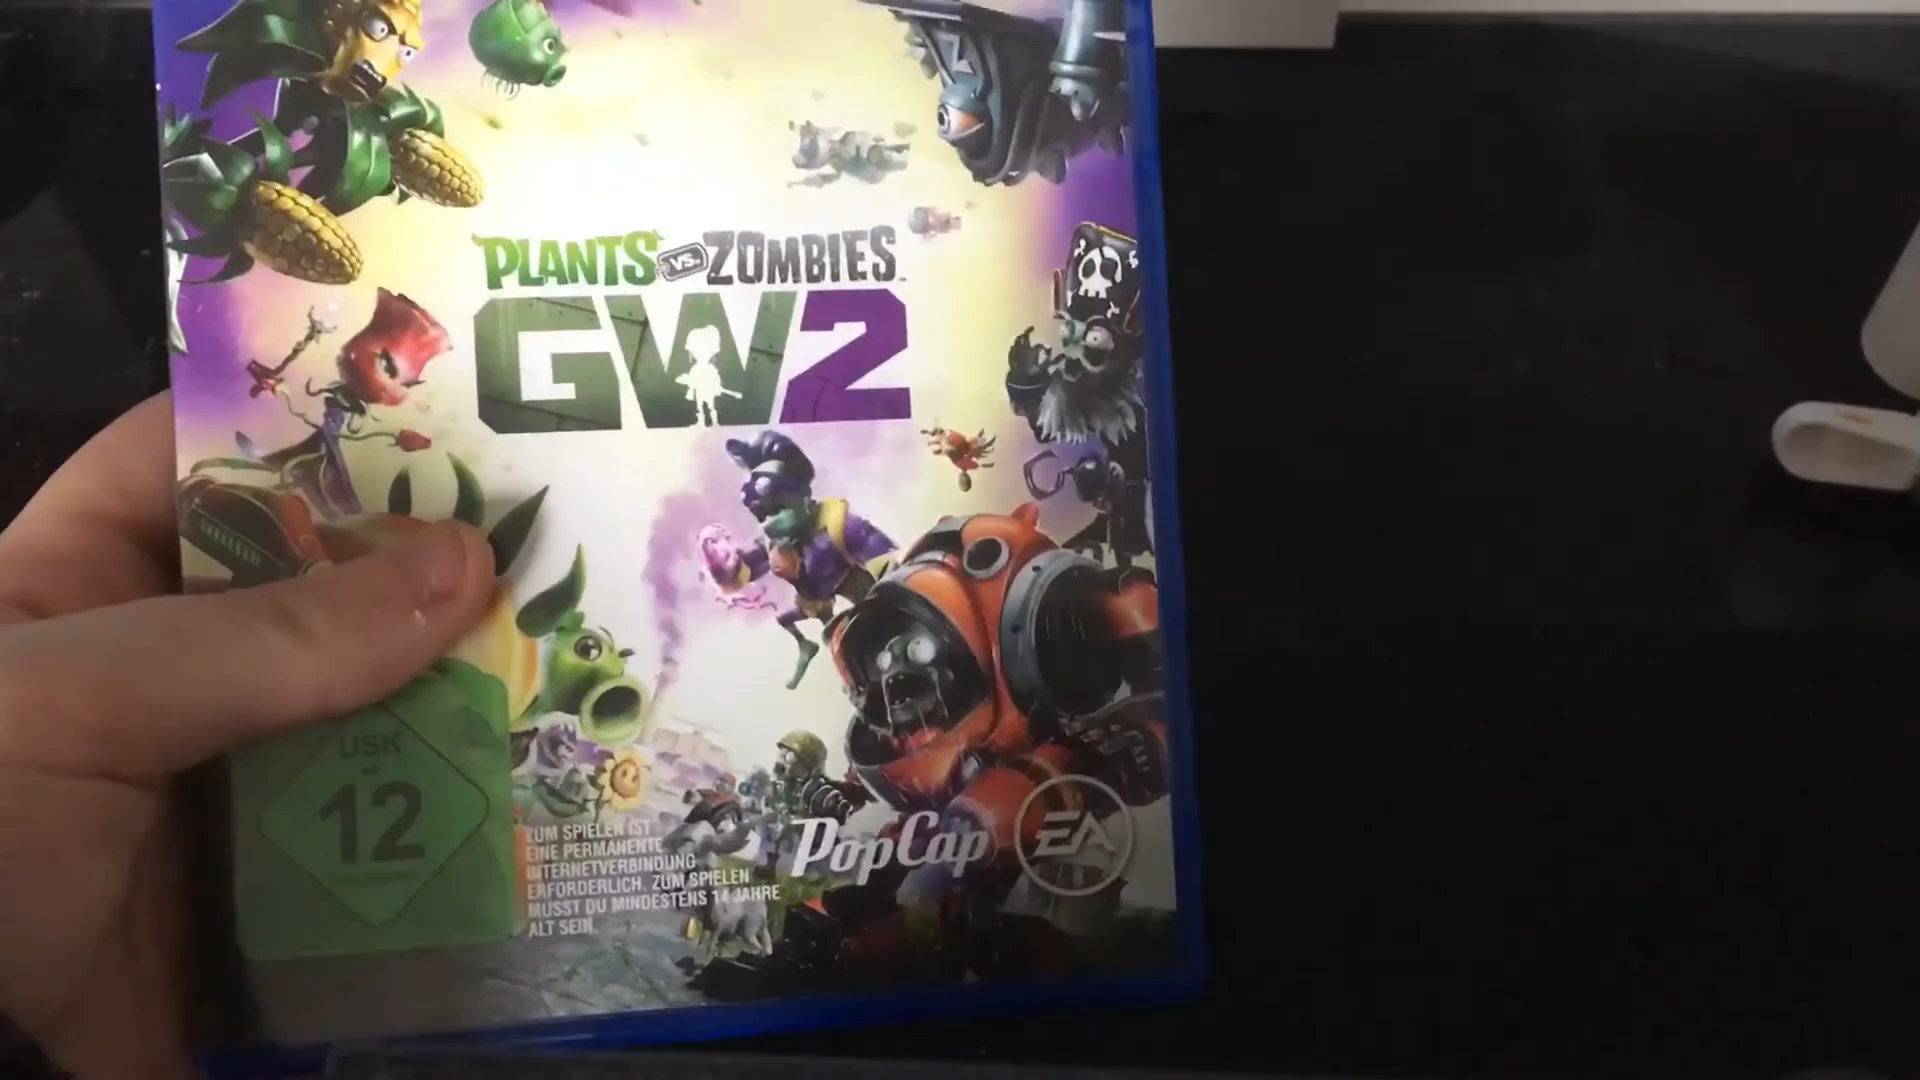 PLANTS VS. ZOMBIES
GW2
USK
12
ZUM SPIELEN IST
EINE PERMANENTE
INTERNETVERBINDUNG
ERFORDERLICH. ZUM SPIELEN
MUSST DU MINDESTENS 14 JAHRE
ALT SEIN.
PopCap
EA